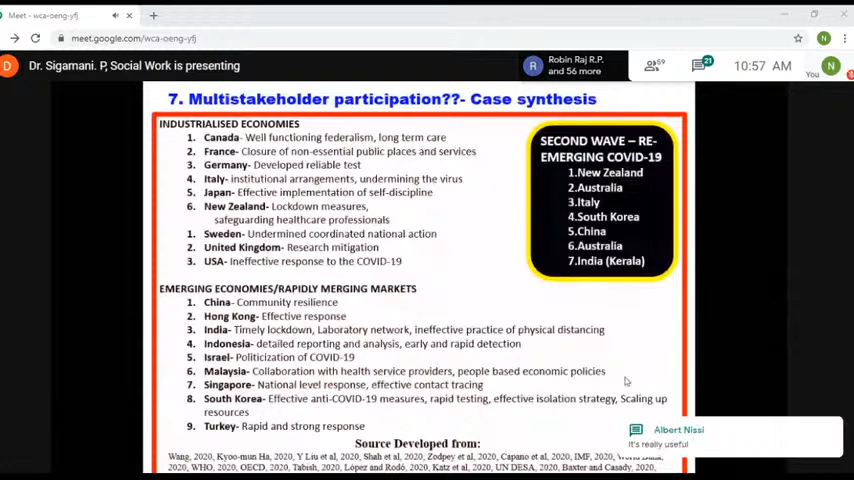 Meet - wca-oeng-yfj
meet.google.com/wca-oeng-yfj
N
D
Dr. Sigamani. P, Social Work is presenting
R
Robin Raj R.P.
and 56 more
59
21
10:57 AM
You
N
7. Multistakeholder participation??- Case synthesis
INDUSTRIALISED ECONOMIES
1. Canada- Well functioning federalism, long term care
2. France- Closure of non-essential public places and services
3. Germany- Developed reliable test
4. Italy- institutional arrangements, undermining the virus
5. Japan- Effective implementation of self-discipline
6. New Zealand- Lockdown measures,
safeguarding healthcare professionals
1. Sweden- Undermined coordinated national action
2. United Kingdom- Research mitigation
3. USA- Ineffective response to the COVID-19
SECOND WAVE – RE-
EMERGING COVID-19
1.New Zealand
2.Australia
3.Italy
4.South Korea
5.China
6.Australia
7.India (Kerala)
EMERGING ECONOMIES/RAPIDLY MERGING MARKETS
1. China- Community resilience
2. Hong Kong- Effective response
3. India- Timely lockdown, Laboratory network, ineffective practice of physical distancing
4. Indonesia- detailed reporting and analysis, early and rapid detection
5. Israel- Politicization of COVID-19
6. Malaysia- Collaboration with health service providers, people based economic policies
7. Singapore- National level response, effective contact tracing
8. South Korea- Effective anti-COVID-19 measures, rapid testing, effective isolation strategy, Scaling up
resources
9. Turkey- Rapid and strong response
Source Developed from:
Wang, 2020, Kyoo-mun Ha, 2020, Y Liu et al, 2020, Shah et al, 2020, Zodpey et al, 2020, Capano et al, 2020, IMF, 2020,
2020, WHO, 2020, OECD, 2020, Tabish, 2020, López and Rodó, 2020, Katz et al, 2020, UN DESA, 2020, Baxter and Casady, 2020,
Albert Nissi
It's really useful